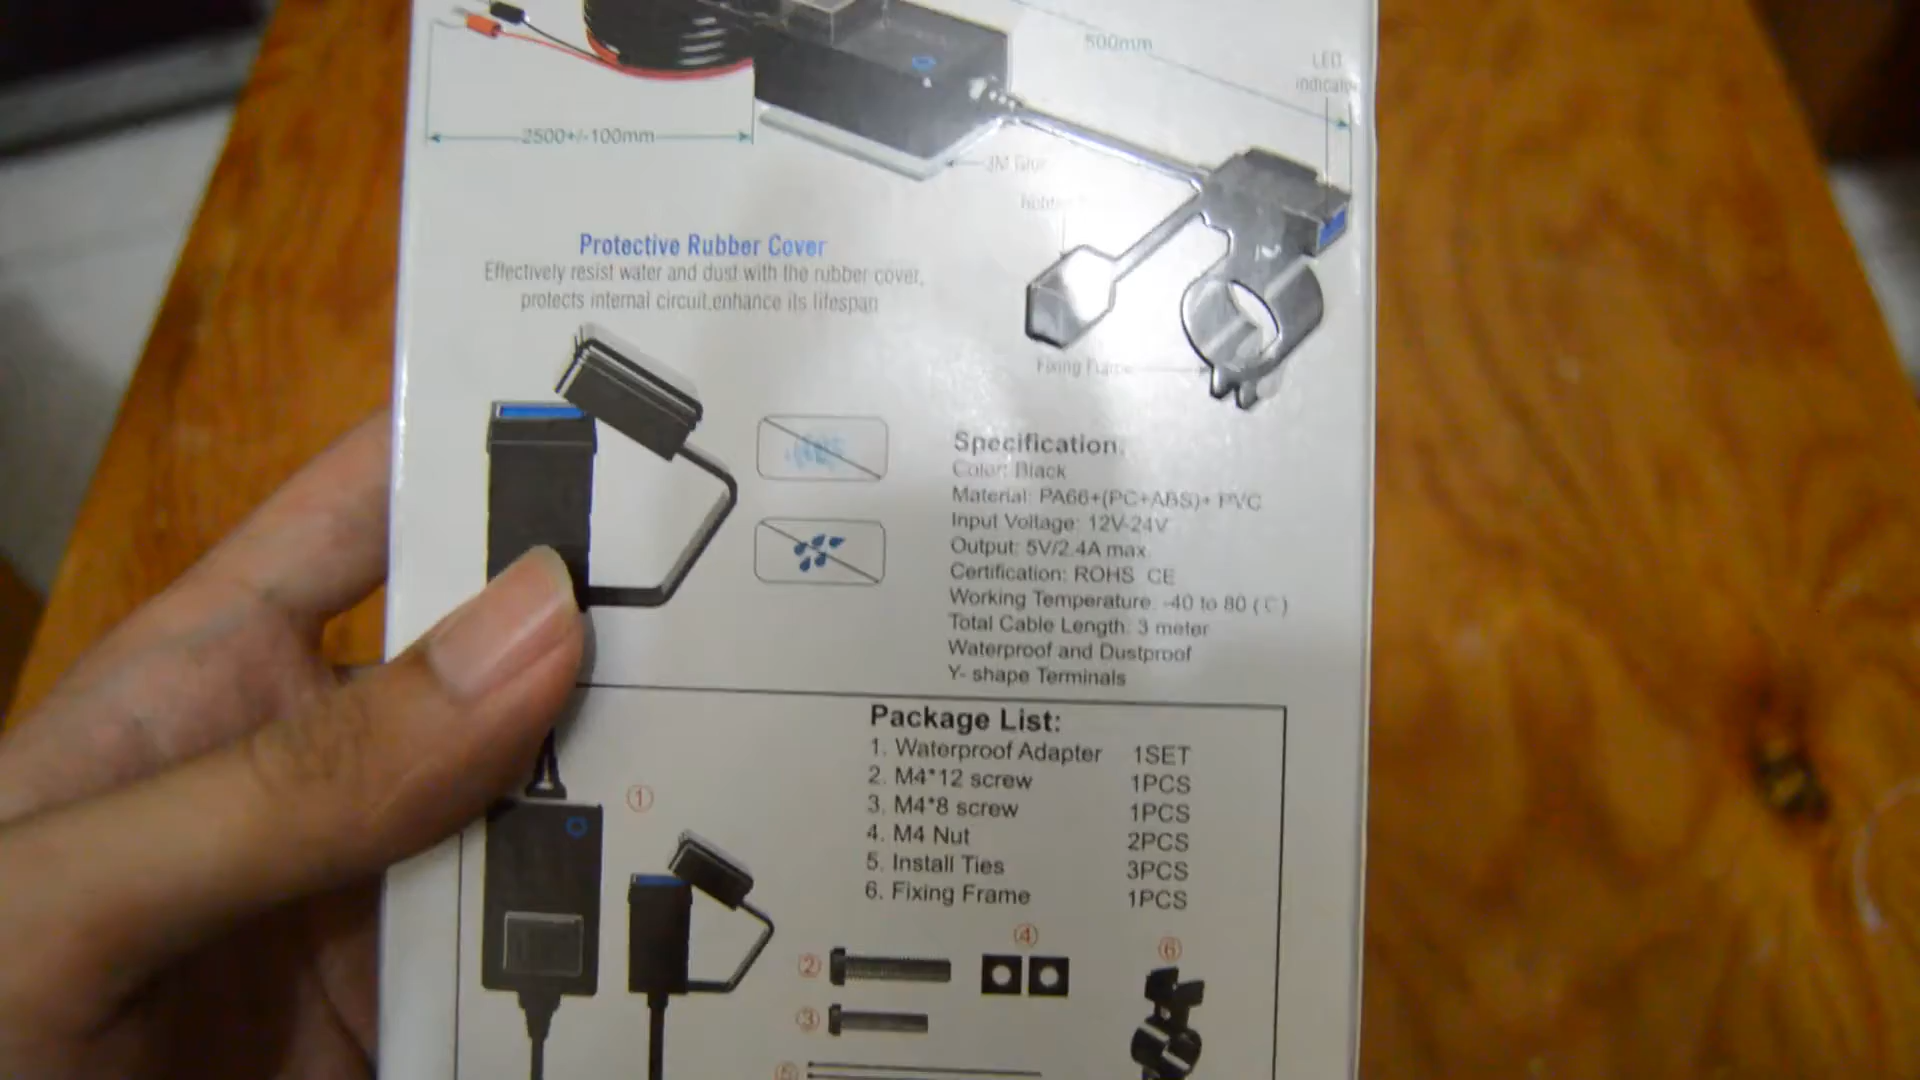 500mm
LED
indicator
2500+/-100mm
3M Glue
Protective Rubber Cover
Effectively resist water and dust with the rubber cover,
protects internal circuit,enhance its lifespan
Fixing Frame
Specification:
Color: Black
Material: PA66+(PC+ABS)+ PVC
Input Voltage: 12V-24V
Output: 5V/2.4A max
Certification: ROHS CE
Working Temperature: -40 to 80 (C)
Total Cable Length: 3 meter
Waterproof and Dustproof
Y- shape Terminals
Package List:
1. Waterproof Adapter 1SET
2. M4*12 screw 1PCS
3. M4*8 screw 1PCS
4. M4 Nut 2PCS
5. Install Ties 3PCS
6. Fixing Frame 1PCS
①
②
③
④
⑤
⑥